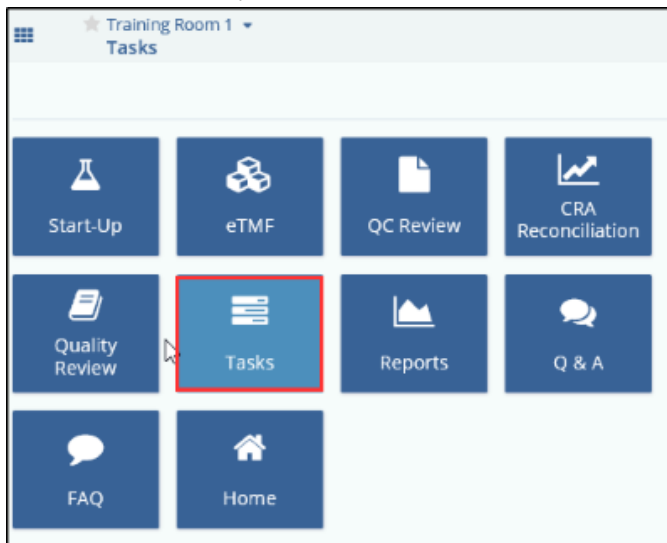 Training Room 1
Tasks
Start-Up
eTMF
QC Review
CRA
Reconciliation
Quality
Review
Tasks
Reports
Q & A
FAQ
Home